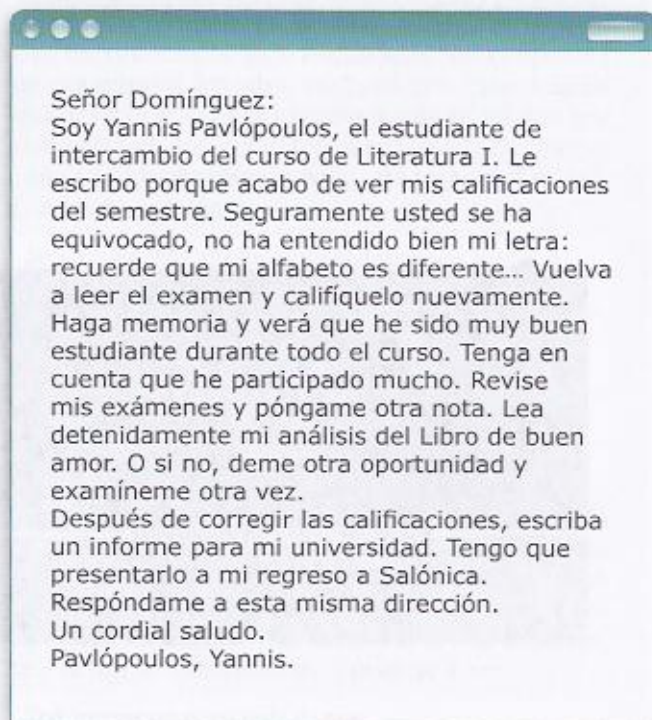 Señor Domínguez:
Soy Yannis Pavlópoulos, el estudiante de
intercambio del curso de Literatura I. Le
escribo porque acabo de ver mis calificaciones
del semestre. Seguramente usted se ha
equivocado, no ha entendido bien mi letra:
recuerde que mi alfabeto es diferente... Vuelva
a leer el examen y califíquelo nuevamente.
Haga memoria y verá que he sido muy buen
estudiante durante todo el curso. Tenga en
cuenta que he participado mucho. Revise
mis exámenes y póngame otra nota. Lea
detenidamente mi análisis del Libro de buen
amor. O si no, deme otra oportunidad y
examíneme otra vez.
Después de corregir las calificaciones, escriba
un informe para mi universidad. Tengo que
presentarlo a mi regreso a Salónica.
Respóndame a esta misma dirección.
Un cordial saludo.
Pavlópoulos, Yannis.